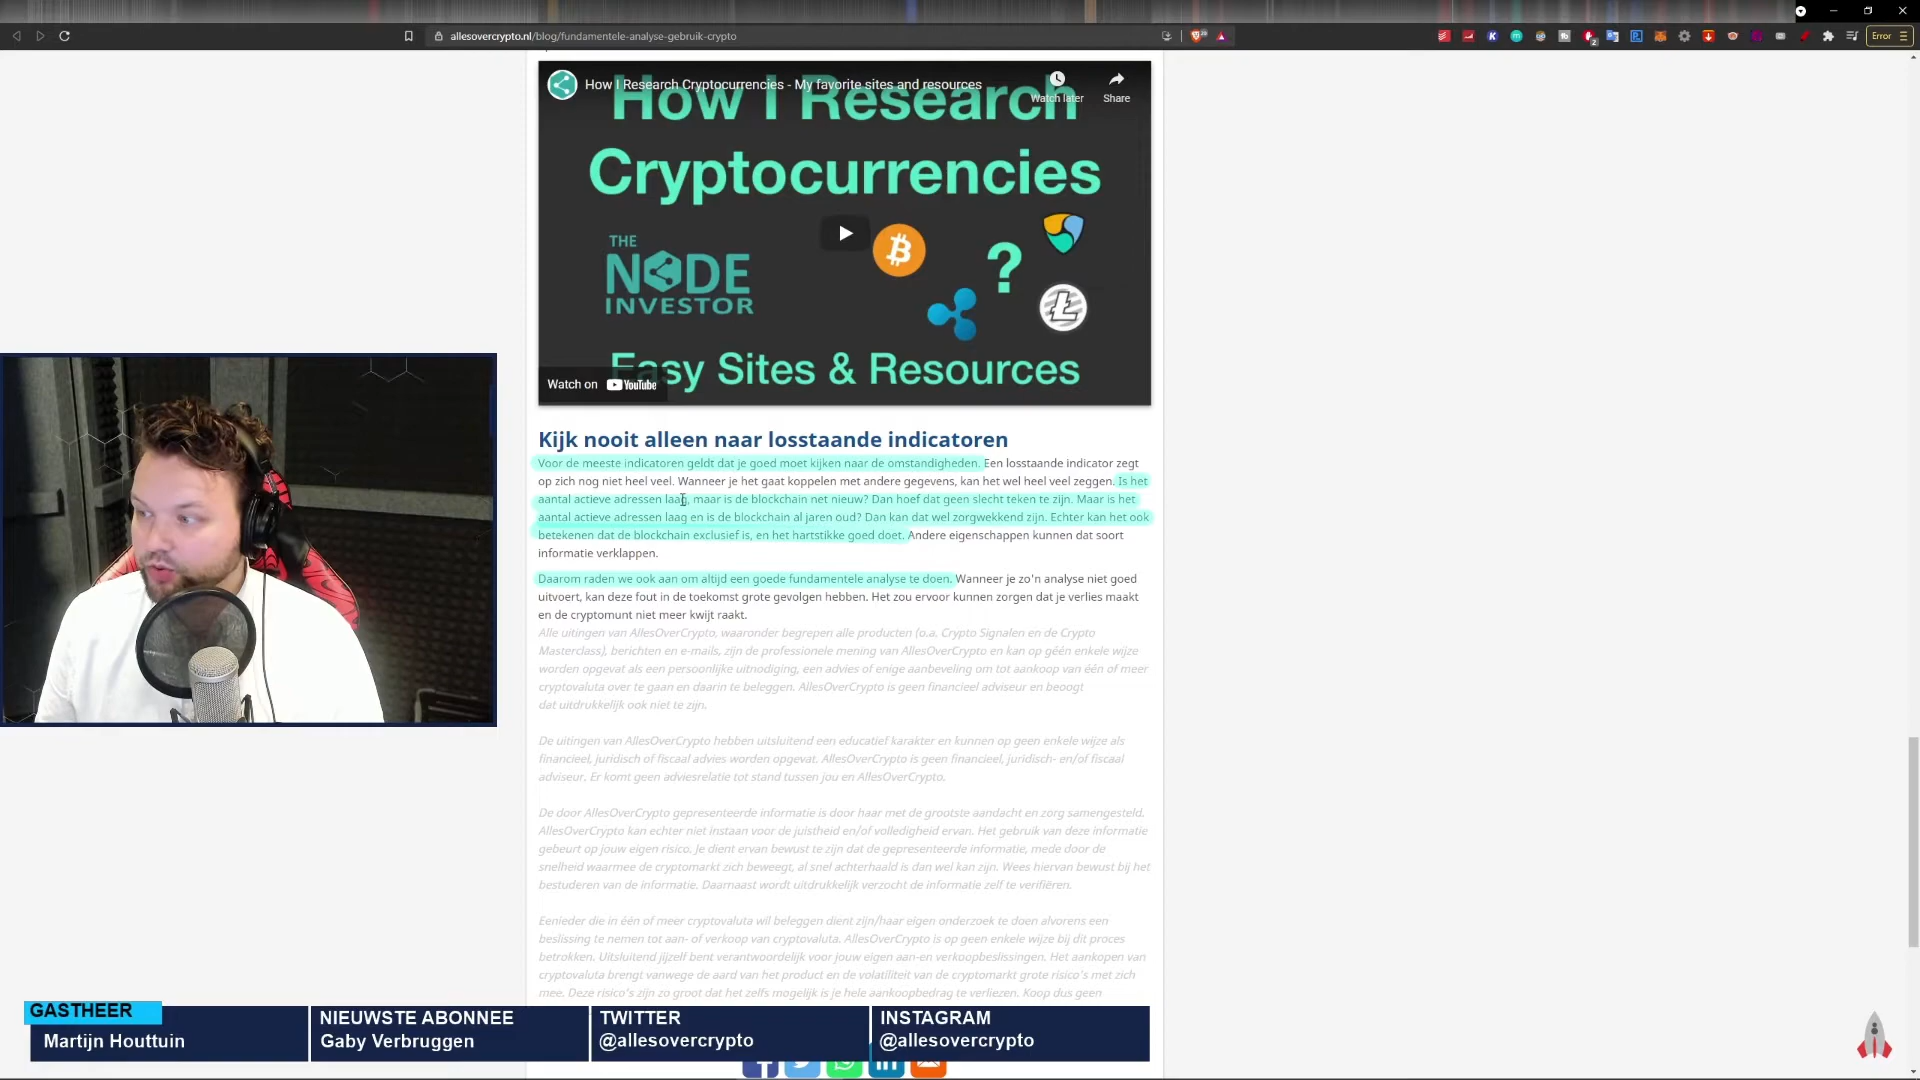 allesovercrypto.nl/blog/fundamentele-analyse-gebruik-crypto
Error
How I Research Cryptocurrencies - My favorite sites and resources
Watch later
Share
How I Research
Cryptocurrencies
THE
NODE
INVESTOR
?
Easy Sites & Resources
Watch on YouTube
Kijk nooit alleen naar losstaande indicatoren
Voor de meeste indicatoren geldt dat je goed moet kijken naar de omstandigheden. Een losstaande indicator zegt
op zich nog niet heel veel. Wanneer je het gaat koppelen met andere gegevens, kan het wel heel veel zeggen. Is het
aantal actieve adressen laag, maar is de blockchain net nieuw? Dan hoef dat geen slecht teken te zijn. Maar is het
aantal actieve adressen laag en is de blockchain al jaren oud? Dan kan dat wel zorgwekkend zijn. Echter kan het ook
betekenen dat de blockchain exclusief is, en het hartstikke goed doet. Andere eigenschappen kunnen dat soort
informatie verklappen.
Daarom raden we ook aan om altijd een goede fundamentele analyse te doen. Wanneer je zo'n analyse niet goed
uitvoert, kan deze fout in de toekomst grote gevolgen hebben. Het zou ervoor kunnen zorgen dat je verlies maakt
en de cryptomunt niet meer kwijt raakt.
Alle uitingen van AllesOverCrypto, waaronder begrepen alle producten (o.a. Crypto Signalen en de Crypto
Masterclass), berichten en e-mails, zijn de professionele mening van AllesOverCrypto en kan op géén enkele wijze
worden opgevat als een persoonlijke uitnodiging, een advies of enige aanbeveling om tot aankoop van één of meer
cryptovaluta over te gaan en daarin te beleggen. AllesOverCrypto is geen financieel adviseur en beoogt
dat uitdrukkelijk ook niet te zijn.
De uitingen van AllesOverCrypto hebben uitsluitend een educatief karakter en kunnen op geen enkele wijze als
financieel, juridisch of fiscaal advies worden opgevat. AllesOverCrypto is geen financieel, juridisch- en/of fiscaal
adviseur. Er komt geen adviesrelatie tot stand tussen jou en AllesOverCrypto.
De door AllesOverCrypto gepresenteerde informatie is door haar met de grootste aandacht en zorg samengesteld.
AllesOverCrypto kan echter niet instaan voor de juistheid en/of volledigheid ervan. Het gebruik van deze informatie
gebeurt op jouw eigen risico. Je dient ervan bewust te zijn dat de gepresenteerde informatie, mede door de
snelheid waarmee de cryptomarkt zich beweegt, al snel achterhaald is dan wel kan zijn. Wees hiervan bewust bij het
bestuderen van de informatie. Daarnaast wordt uitdrukkelijk verzocht de informatie zelf te verifiëren.
Eenieder die in één of meer cryptovaluta wil beleggen dient zijn/haar eigen onderzoek te doen alvorens een
beslissing te nemen tot aan- of verkoop van cryptovaluta. AllesOverCrypto is op geen enkele wijze bij dit proces
betrokken. Uitsluitend jijzelf bent verantwoordelijk voor jouw eigen aan-en verkoopbeslissingen. Het aankopen van
cryptovaluta brengt vanwege de aard van het product en de volatiliteit van de cryptomarkt grote risico's met zich
mee. Deze risico's zijn zo groot dat het zelfs mogelijk is je hele aankoopbedrag te verliezen. Koop dus geen
GASTHEER
Martijn Houttuin
NIEUWSTE ABONNEE
Gaby Verbruggen
TWITTER
@allesovercrypto
INSTAGRAM
@allesovercrypto